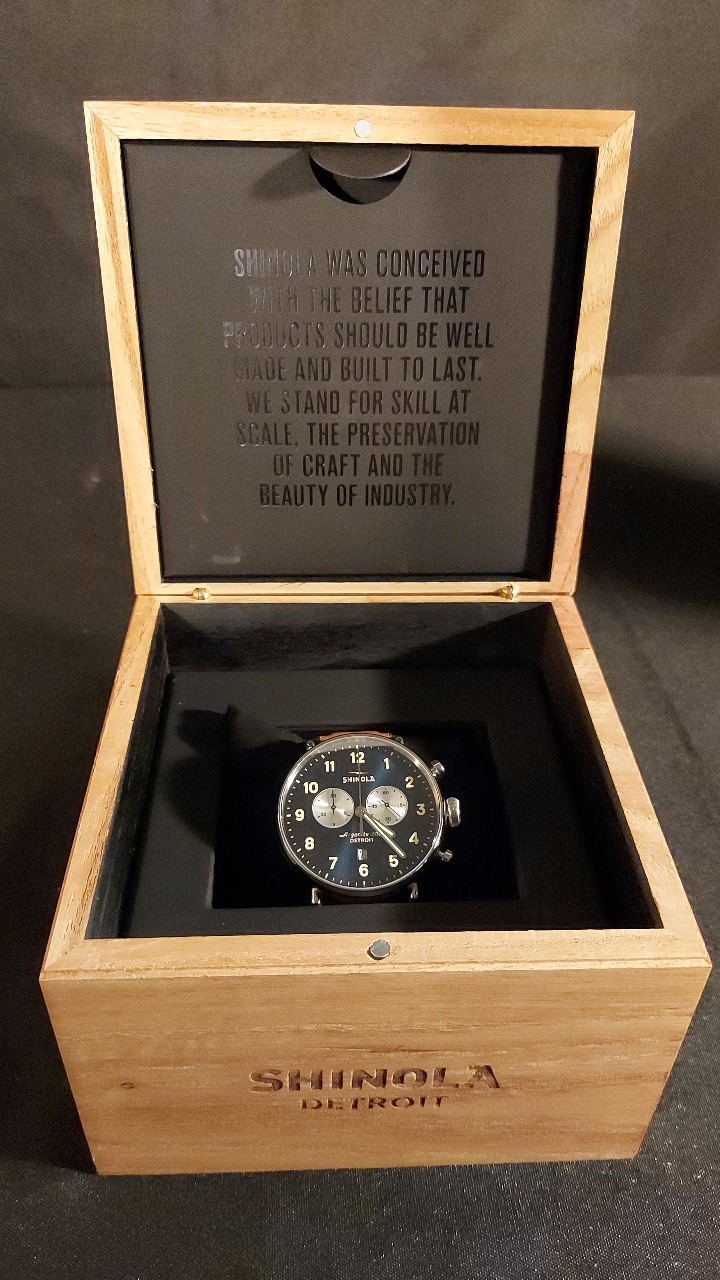 SHINOLA WAS CONCEIVED
WITH THE BELIEF THAT
PRODUCTS SHOULD BE WELL
MADE AND BUILT TO LAST.
WE STAND FOR SKILL AT
SCALE, THE PRESERVATION
OF CRAFT AND THE
BEAUTY OF INDUSTRY.
11 12 1
10 2
SHINOLA
9 3
8 4
DETROIT
7 6 5
SHINOLA
DETROIT